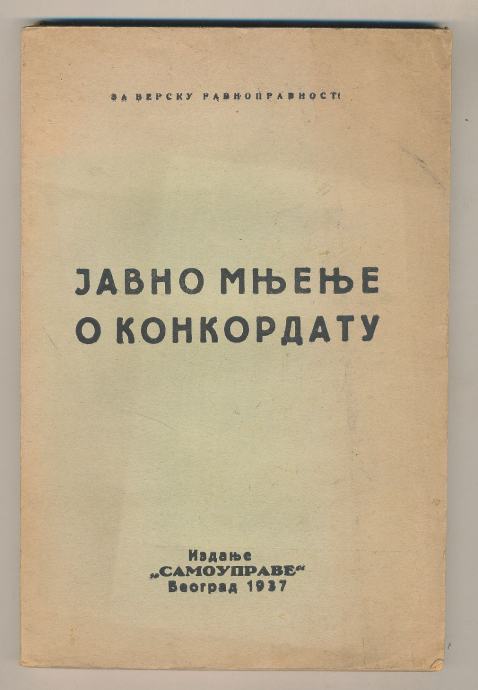 ЗА ВЕРСКУ РАВНОПРАВНОСТ!
ЈАВНО МЊЕЊЕ
О КОНКОРДАТУ
Издање
„САМОУПРАВЕ“
Београд 1937